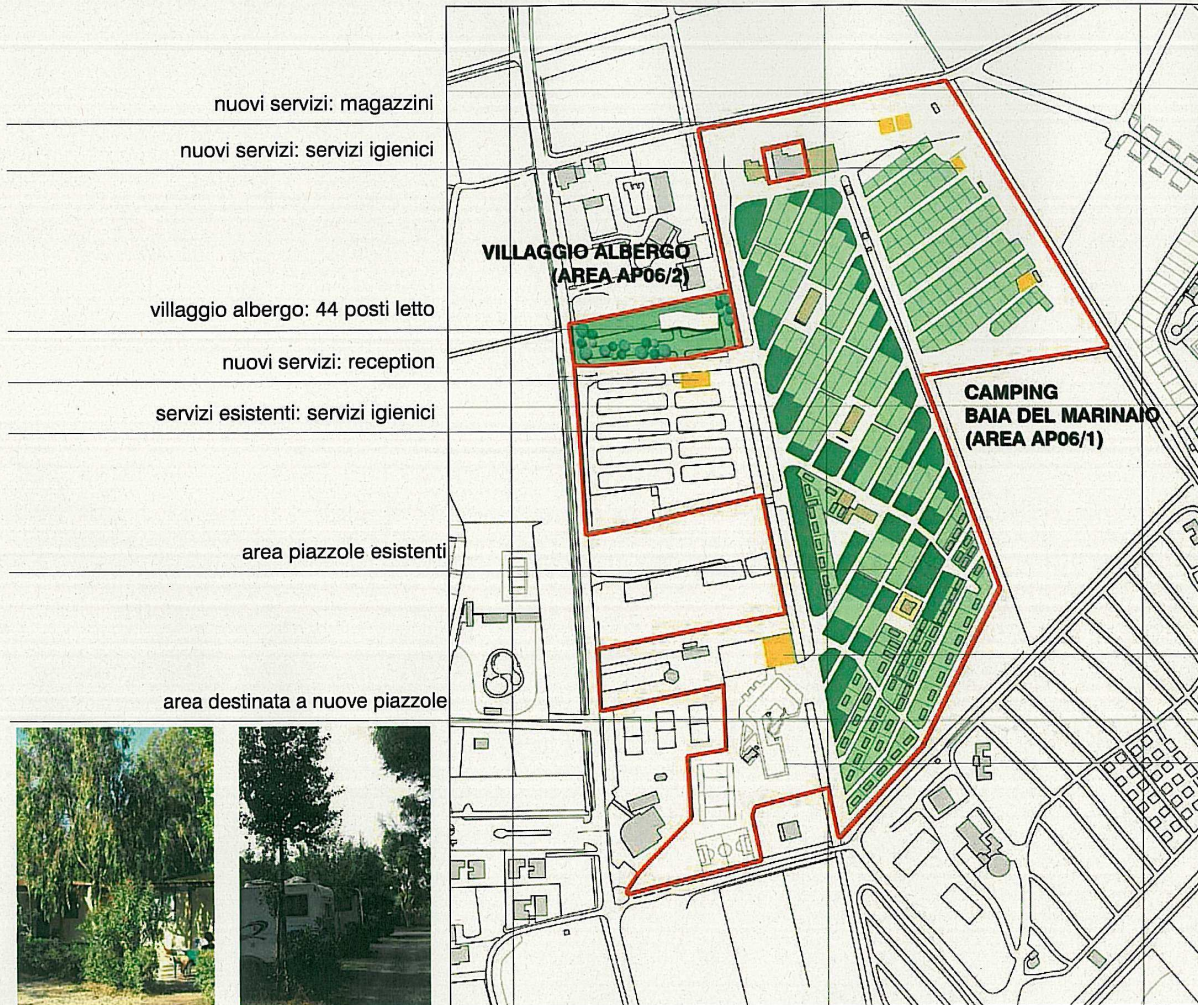 nuovi servizi: magazzini
nuovi servizi: servizi igienici
VILLAGGIO ALBERGO
(AREA AP06/2)
villaggio albergo: 44 posti letto
nuovi servizi: reception
servizi esistenti: servizi igienici
CAMPING
BAIA DEL MARINAIO
(AREA AP06/1)
area piazzole esistenti
area destinata a nuove piazzole